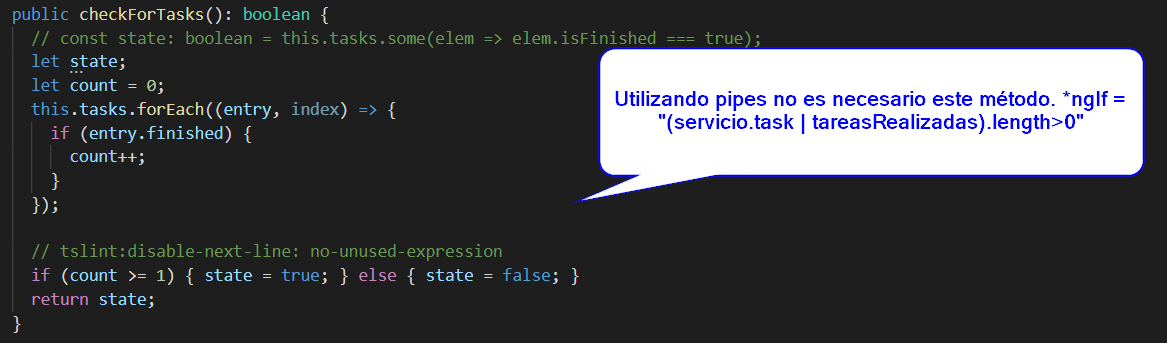 public checkForTasks(): boolean {
// const state: boolean = this.tasks.some(elem => elem.isFinished === true);
let state;
let count = 0;
this.tasks.forEach((entry, index) => {
if (entry.finished) {
count++;
}
});
// tslint:disable-next-line: no-unused-expression
if (count >= 1) { state = true; } else { state = false; }
return state;
}
Utilizando pipes no es necesario este método. *ngIf =
"(servicio.task | tareasRealizadas).length>0"